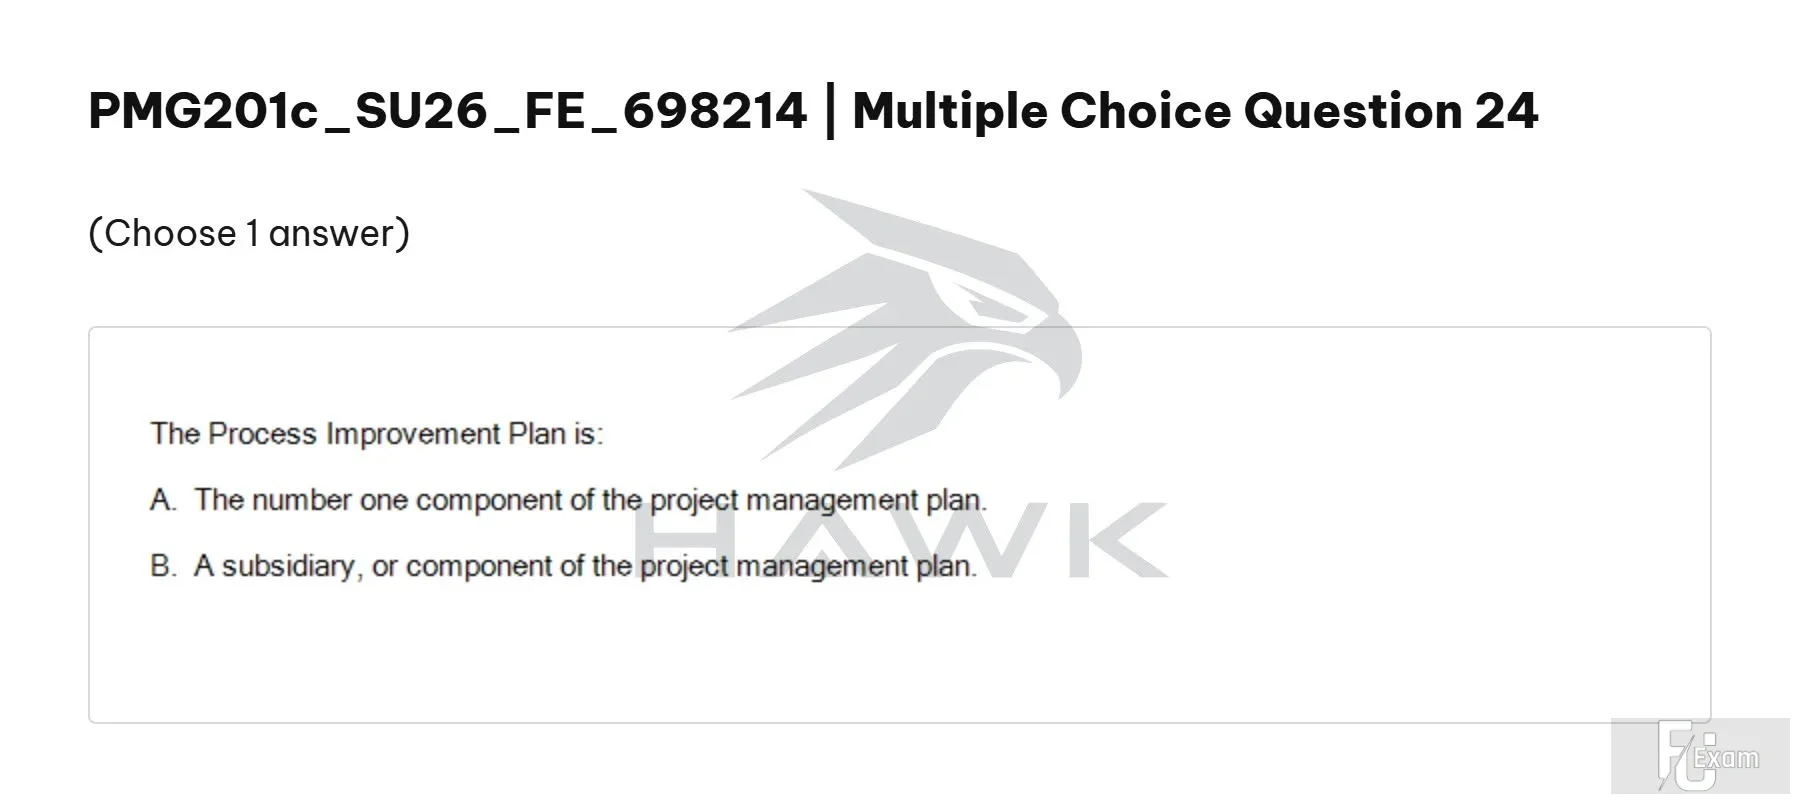 PMG201c_SU26_FE_698214 | Multiple Choice Question 24
(Choose 1 answer)
The Process Improvement Plan is:
A. The number one component of the project management plan.
B. A subsidiary, or component of the project management plan.
HAWK
FU Exam